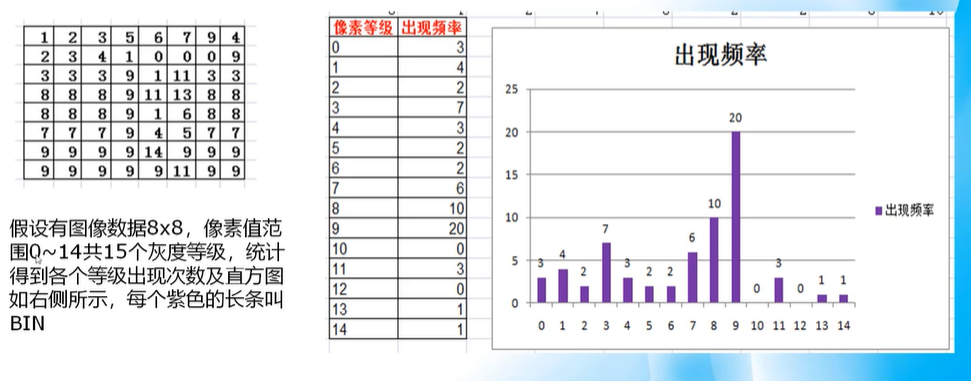 1 2 3 5 6 7 9 4
2 3 4 1 0 0 0 9
3 3 3 9 1 11 3 3
8 8 8 9 11 13 8 8
8 8 8 9 1 6 8 8
7 7 7 9 4 5 7 7
9 9 9 9 14 9 9 9
9 9 9 9 9 11 9 9
假设有图像数据8x8，像素值范
围0~14共15个灰度等级，统计
得到各个等级出现次数及直方图
如右侧所示，每个紫色的长条叫
BIN
像素等级 出现频率
0 3
1 4
2 2
3 7
4 3
5 2
6 2
7 6
8 10
9 20
10 0
11 3
12 0
13 1
14 1
出现频率
25
20
15
10
5
0
3 4 2 7 3 2 2 6 10 20 0 3 0 1 1
0 1 2 3 4 5 6 7 8 9 10 11 12 13 14
出现频率